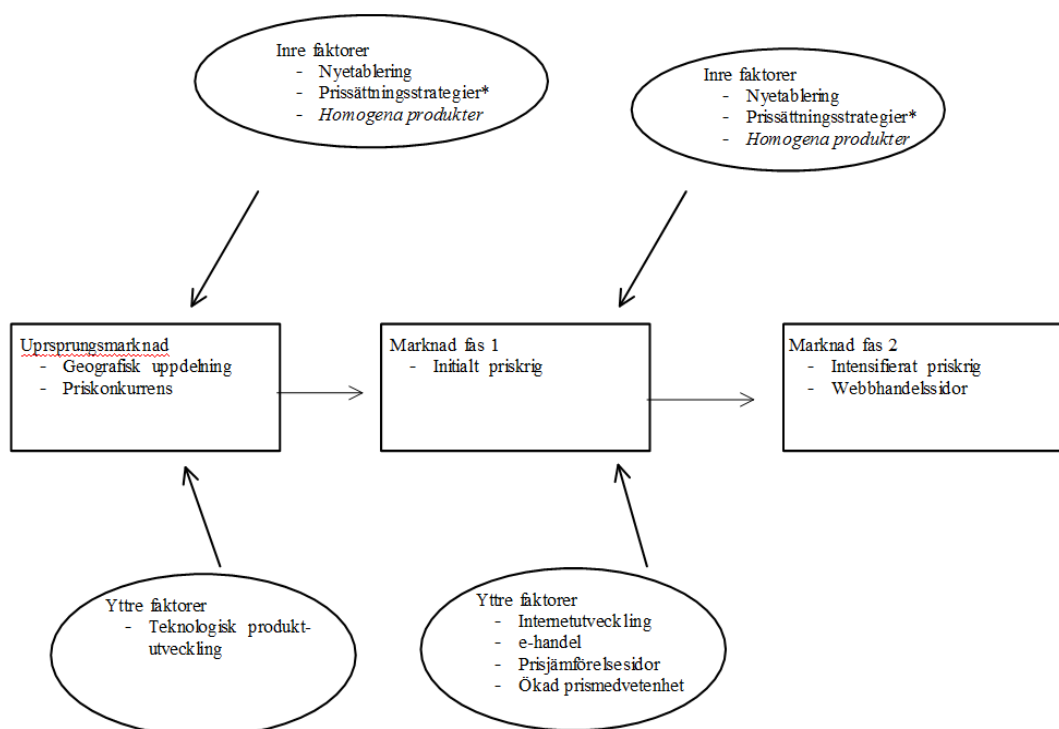 Inre faktorer
- Nyetablering
- Prissättningsstrategier*
- Homogena produkter
Inre faktorer
- Nyetablering
- Prissättningsstrategier*
- Homogena produkter
Uprsprungsmarknad
- Geografisk uppdelning
- Priskonkurrens
Marknad fas 1
- Initialt priskrig
Marknad fas 2
- Intensifierat priskrig
- Webbhandelssidor
Yttre faktorer
- Teknologisk produkt-
utveckling
Yttre faktorer
- Internetutveckling
- e-handel
- Prisjämförelsesidor
- Ökad prismedvetenhet